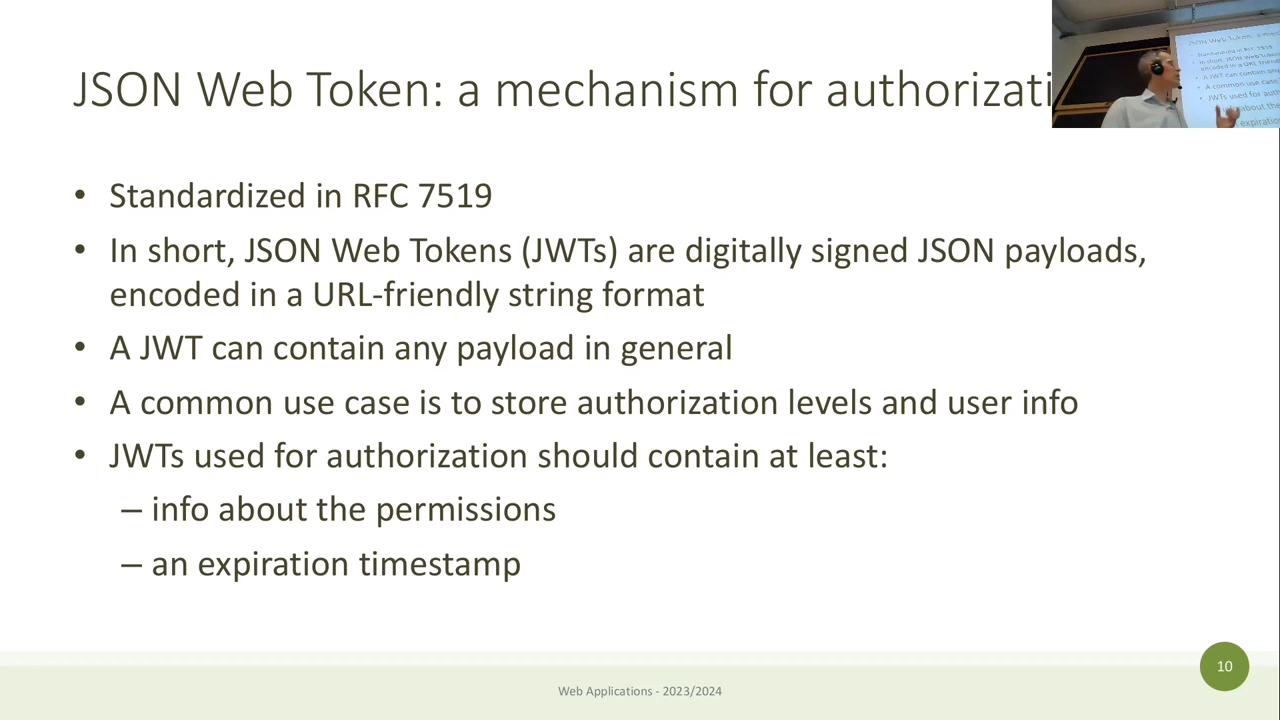 JSON Web Token: a mechanism for authorizati
• Standardized in RFC 7519
• In short, JSON Web Tokens (JWTs) are digitally signed JSON payloads,
encoded in a URL-friendly string format
• A JWT can contain any payload in general
• A common use case is to store authorization levels and user info
• JWTs used for authorization should contain at least:
– info about the permissions
– an expiration timestamp
Web Applications - 2023/2024
10